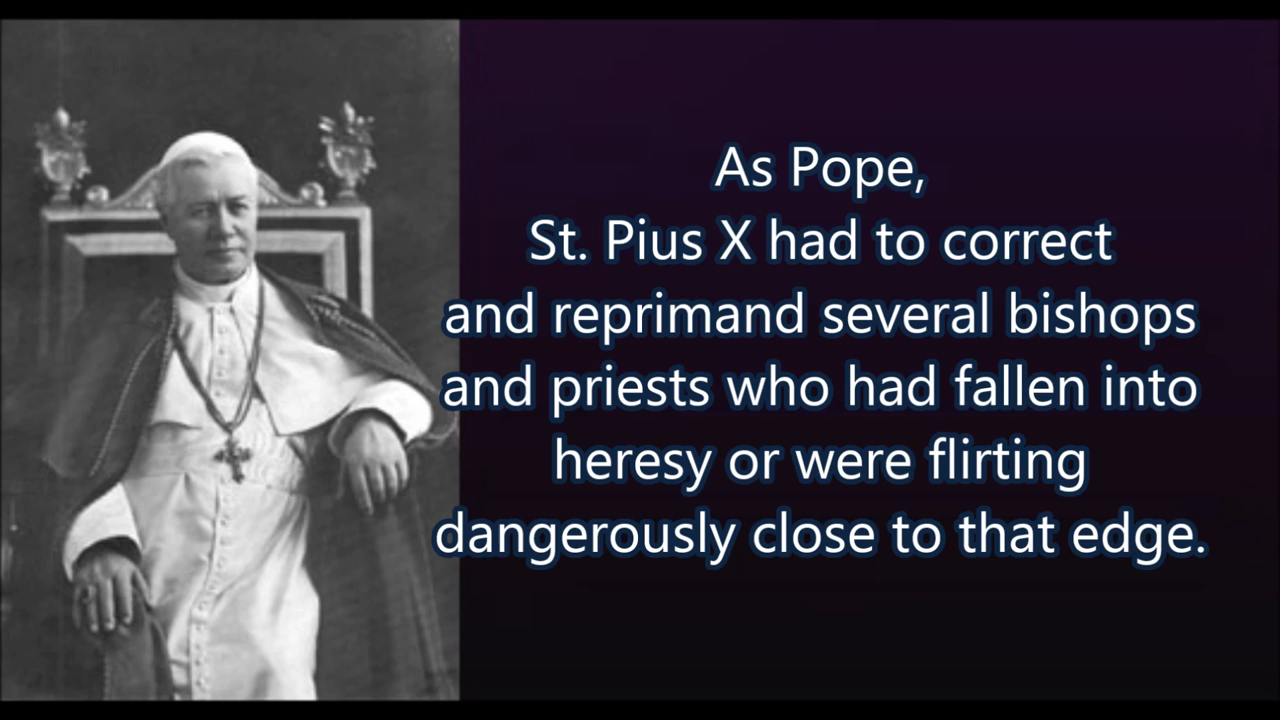 As Pope,
St. Pius X had to correct
and reprimand several bishops
and priests who had fallen into
heresy or were flirting
dangerously close to that edge.